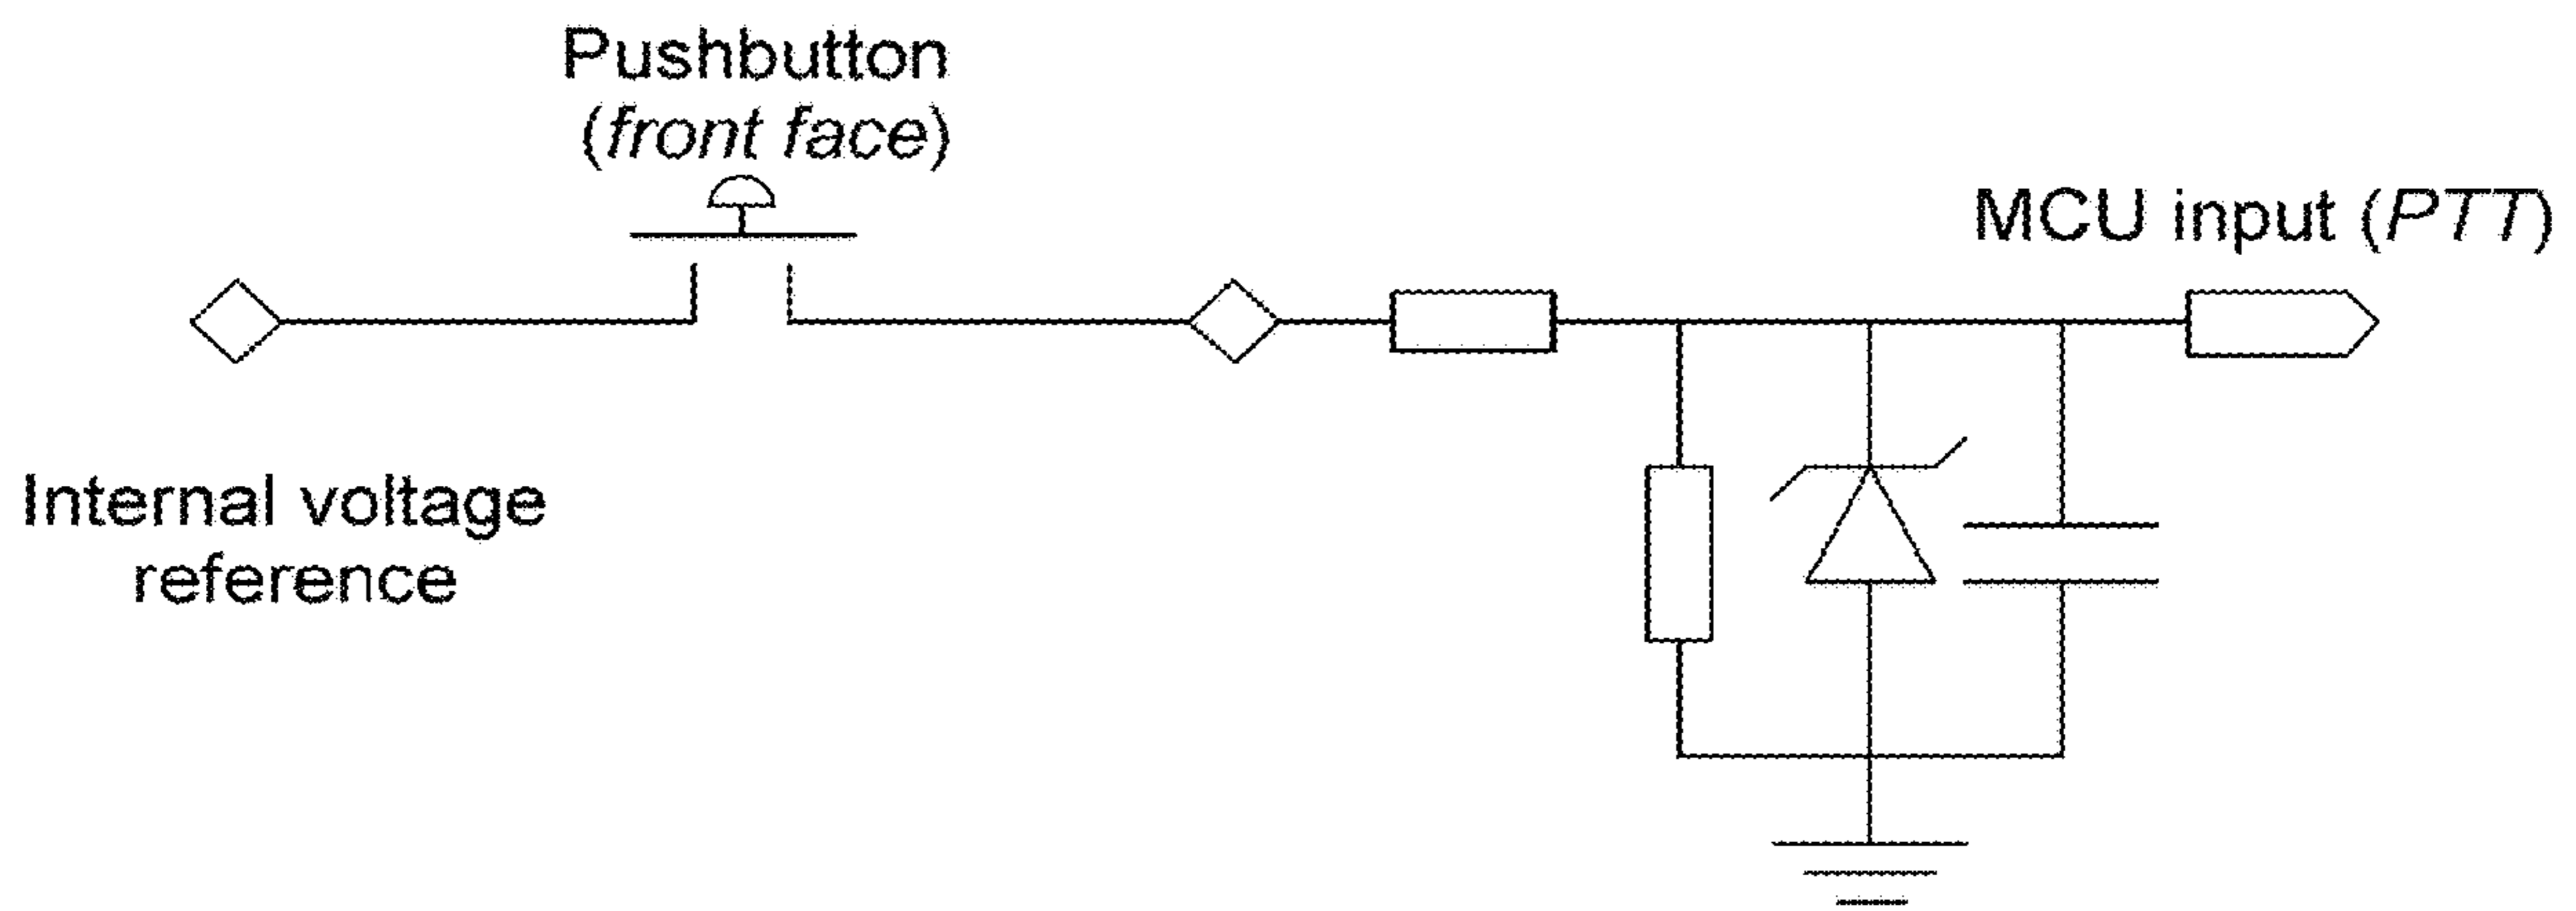 Pushbutton
(front face)
MCU input (PTT)
Internal voltage
reference